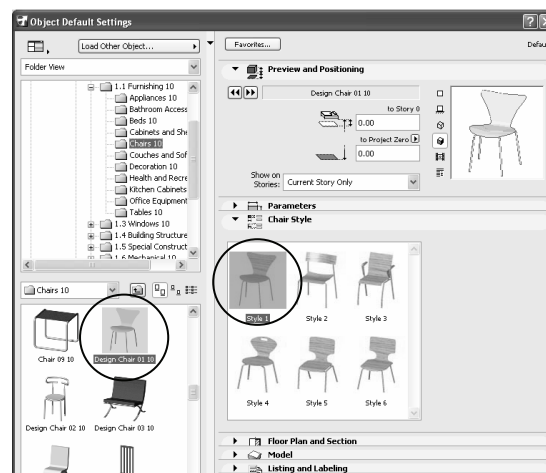 Object Default Settings
Load Other Object...
Folder View
1.1 Furnishing 10
Appliances 10
Bathroom Access
Beds 10
Cabinets and She
Chairs 10
Couches and Sof
Decoration 10
Health and Recre
Kitchen Cabinets
Office Equipment
Tables 10
1.3 Windows 10
1.4 Building Structure
1.5 Special Construct
1.6 Mechanical 10
Chairs 10
Chair 09 10
Design Chair 01 10
Design Chair 02 10
Design Chair 03 10
Favorites...
Defau
Preview and Positioning
Design Chair 01 10
to Story 0
0.00
to Project Zero
0.00
Show on
Stories:
Current Story Only
Parameters
Chair Style
Style 1
Style 2
Style 3
Style 4
Style 5
Style 6
Floor Plan and Section
Model
Listing and Labeling